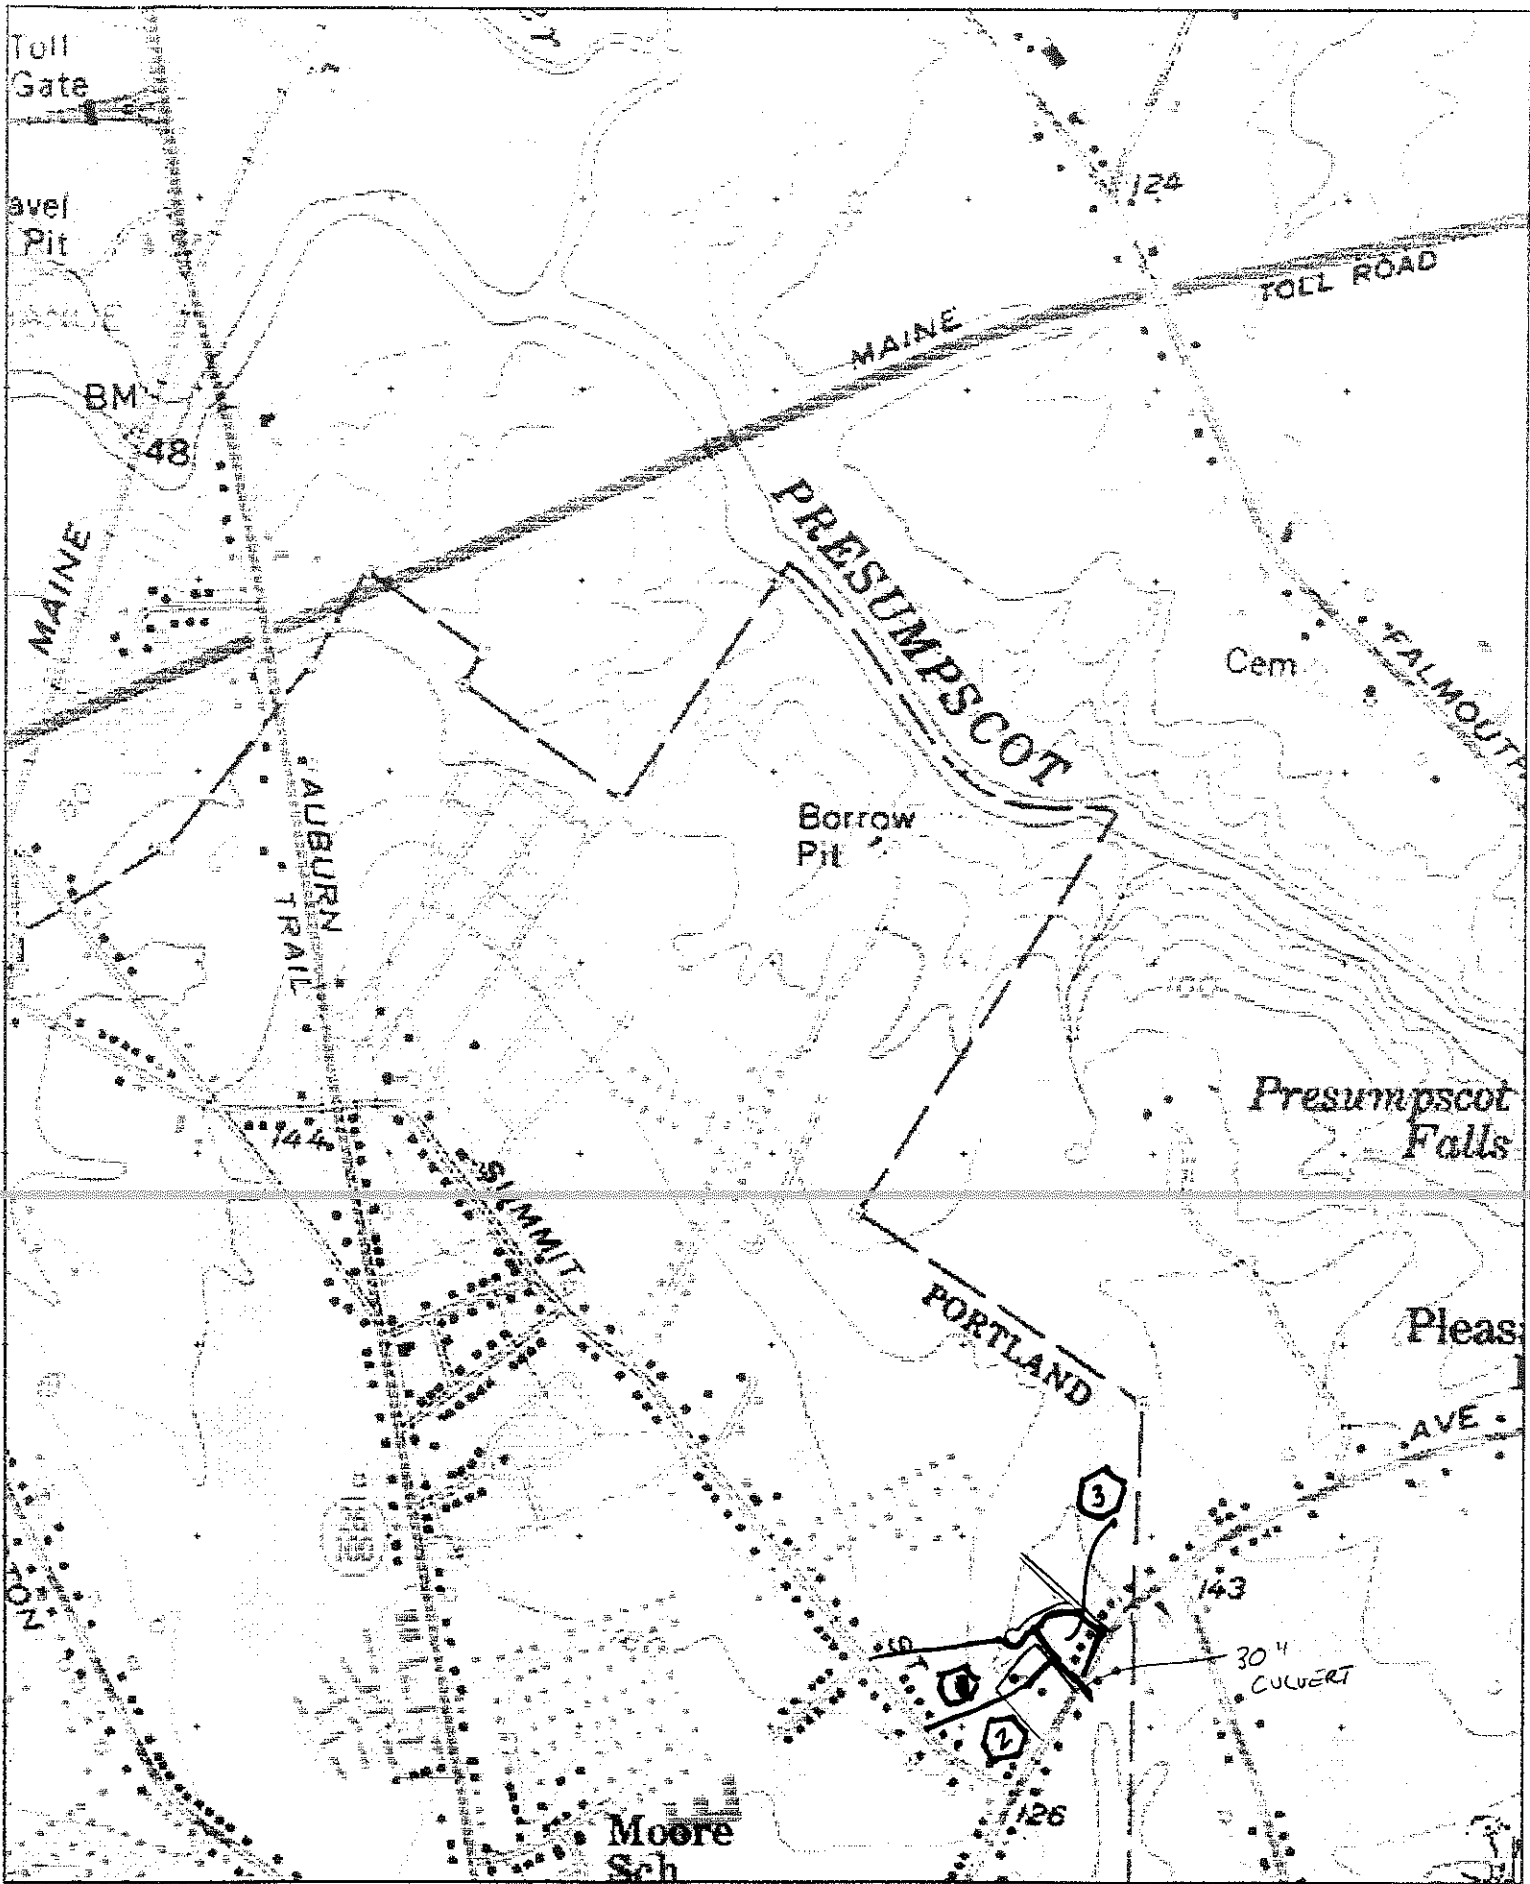 Toll
Gate
124
avel
Pit
TOLL ROAD
MAINE
BM
48
MAINE
PRESUMPSCOT
Cem
FALMOUTH
AUBURN
TRAIL
Borrow
Pit
Presumpscot
Falls
144
SUMMIT
PORTLAND
Pleas
AVE
3
143
ST
30"
CULVERT
2
126
Moore
Sch